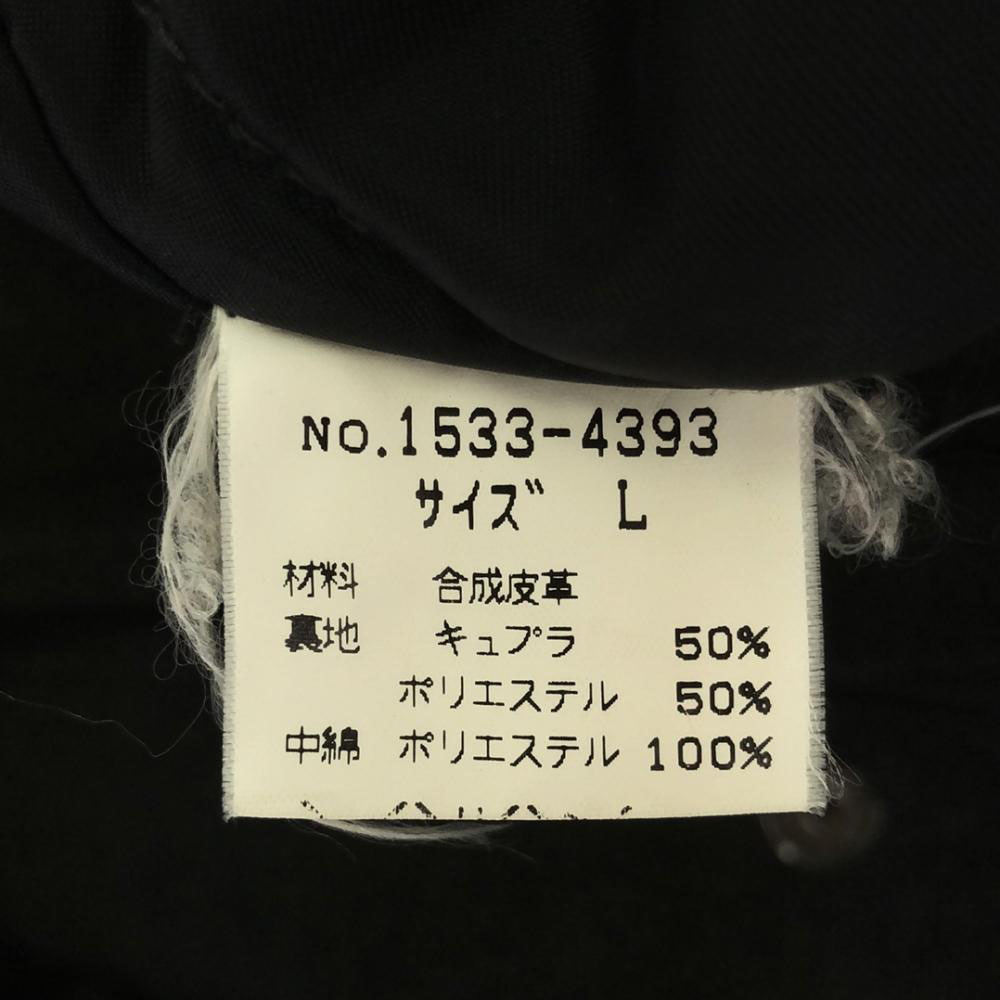 No.1533-4393
サイズ L
材料 合成皮革
裏地 キュプラ 50%
ポリエステル 50%
中綿 ポリエステル 100%